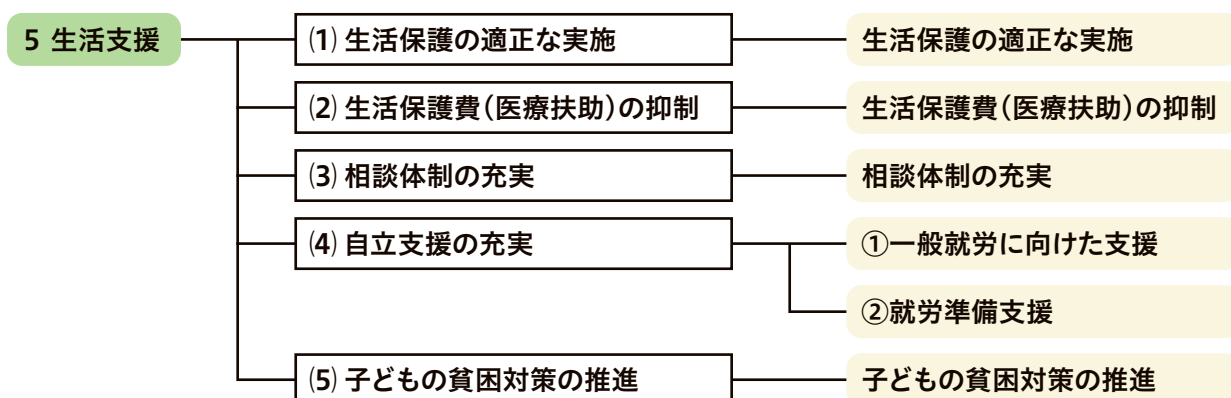 5 生活支援
⑴ 生活保護の適正な実施
生活保護の適正な実施
⑵ 生活保護費(医療扶助)の抑制
生活保護費(医療扶助)の抑制
⑶ 相談体制の充実
相談体制の充実
⑷ 自立支援の充実
①一般就労に向けた支援
②就労準備支援
⑸ 子どもの貧困対策の推進
子どもの貧困対策の推進